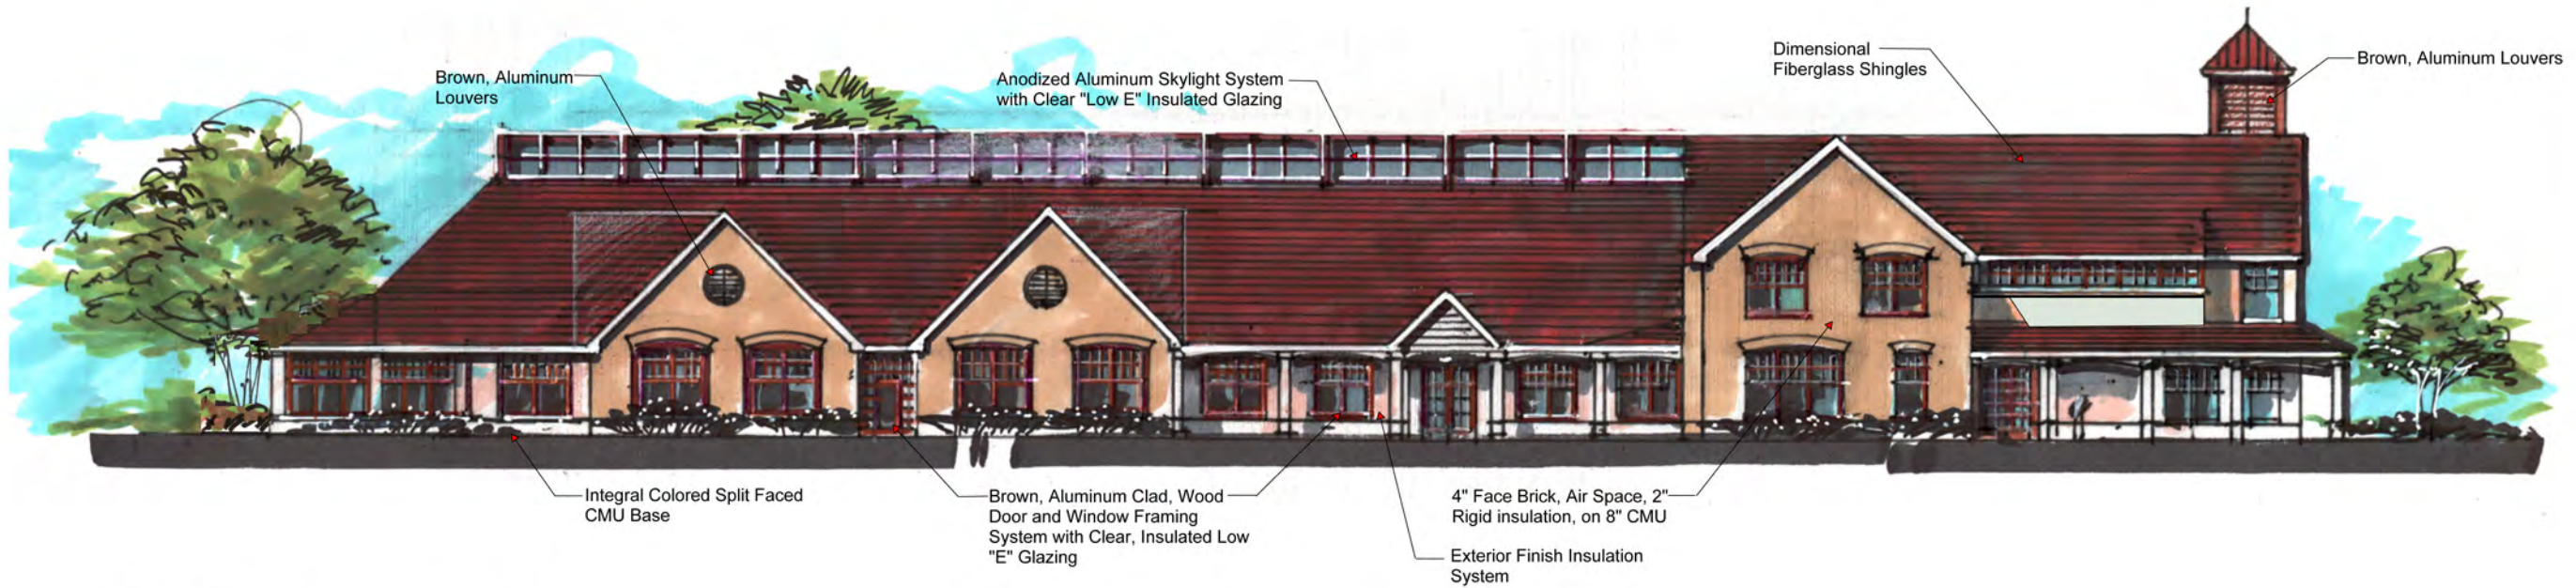 Brown, Aluminum
Louvers
Anodized Aluminum Skylight System
with Clear "Low E" Insulated Glazing
Dimensional
Fiberglass Shingles
Brown, Aluminum Louvers
Integral Colored Split Faced
CMU Base
Brown, Aluminum Clad, Wood
Door and Window Framing
System with Clear, Insulated Low
"E" Glazing
4" Face Brick, Air Space, 2"
Rigid insulation, on 8" CMU
Exterior Finish Insulation
System